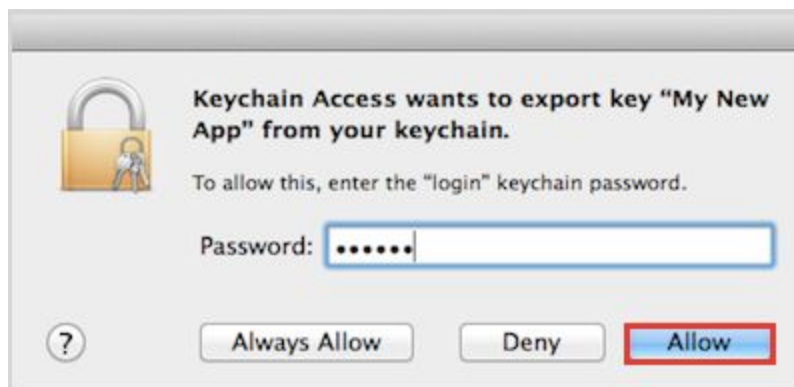 Keychain Access wants to export key “My New
App” from your keychain.
To allow this, enter the “login” keychain password.
Password: ••••••
? Always Allow Deny Allow